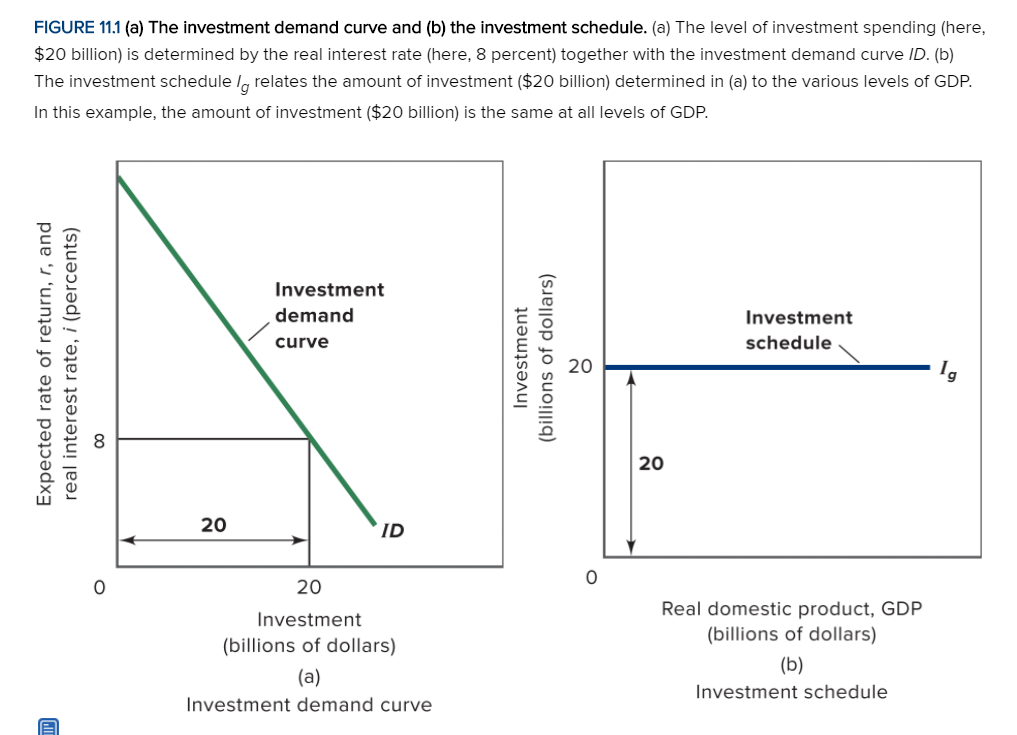 FIGURE 11.1 (a) The investment demand curve and (b) the investment schedule. (a) The level of investment spending (here,
$20 billion) is determined by the real interest rate (here, 8 percent) together with the investment demand curve ID. (b)
The investment schedule Ig relates the amount of investment ($20 billion) determined in (a) to the various levels of GDP.
In this example, the amount of investment ($20 billion) is the same at all levels of GDP.
Expected rate of return, r, and
real interest rate, i (percents)
Investment
demand
curve
8
20
ID
0
20
Investment
(billions of dollars)
(a)
Investment demand curve
Investment
(billions of dollars)
Investment
schedule
20
Ig
20
0
Real domestic product, GDP
(billions of dollars)
(b)
Investment schedule